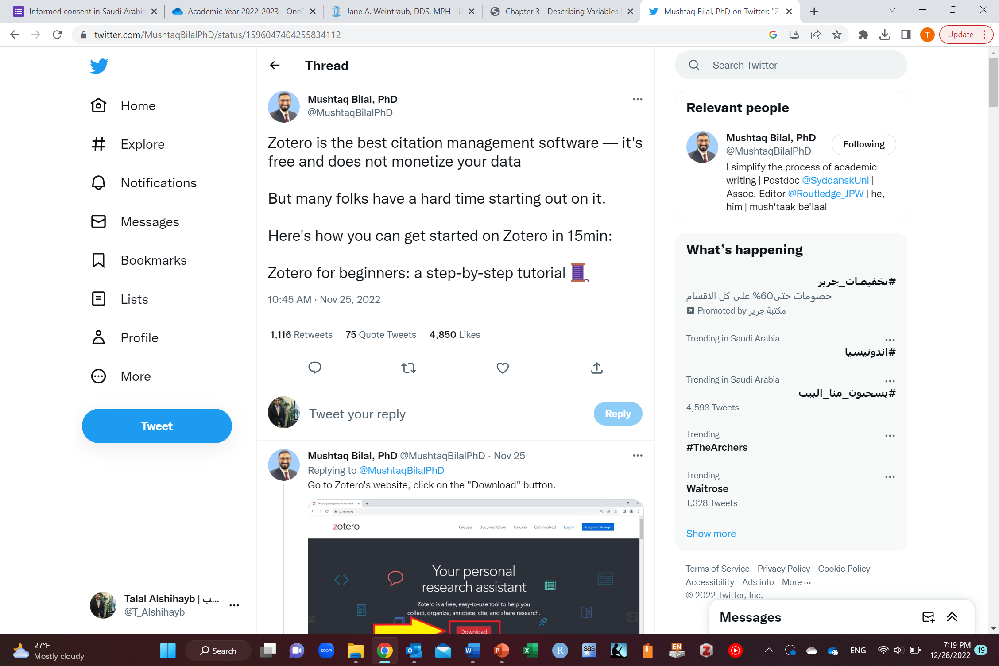 Informed consent in Saudi Arabia
Academic Year 2022-2023 - OneD
Jane A. Weintraub, DDS, MPH - U
Chapter 3 - Describing Variables
Mushtaq Bilal, PhD on Twitter: "Z
twitter.com/MushtaqBilalPhD/status/1596047404255834112
T
Update
Home
Explore
Notifications
Messages
Bookmarks
Lists
Profile
More
Tweet
Talal Alshihayb | ب...
@T_Alshihayb
Thread
Mushtaq Bilal, PhD
@MushtaqBilalPhD
Zotero is the best citation management software — it's
free and does not monetize your data
But many folks have a hard time starting out on it.
Here's how you can get started on Zotero in 15min:
Zotero for beginners: a step-by-step tutorial 🧵
10:45 AM · Nov 25, 2022
1,116 Retweets 75 Quote Tweets 4,850 Likes
Tweet your reply
Reply
Mushtaq Bilal, PhD @MushtaqBilalPhD · Nov 25
Replying to @MushtaqBilalPhD
Go to Zotero's website, click on the "Download" button.
Zotero | Your personal research
zotero.org
zotero
Groups Documentation Forums Get Involved Log In Upgrade Storage
Your personal
research assistant
Zotero is a free, easy-to-use tool to help you
collect, organize, annotate, cite, and share research.
Download
Search Twitter
Relevant people
Mushtaq Bilal, PhD
@MushtaqBilalPhD
Following
I simplify the process of academic
writing | Postdoc @SyddanskUni |
Assoc. Editor @Routledge_JPW | he,
him | mush'taak be'laal
What's happening
#تخفيضات_جرير
خصومات حتى60% على كل الأقسام
Promoted by مكتبة جرير
Trending in Saudi Arabia
#اندونيسيا
Trending in Saudi Arabia
#يسحبون_منا_البيت
4,593 Tweets
Trending
#TheArchers
Trending
Waitrose
1,328 Tweets
Show more
Terms of Service Privacy Policy Cookie Policy
Accessibility Ads info More ...
© 2022 Twitter, Inc.
Messages
27°F
Mostly cloudy
Search
zoom
O
W
P
X
R
sas
EN
Z
ENG
7:19 PM
12/28/2022
19